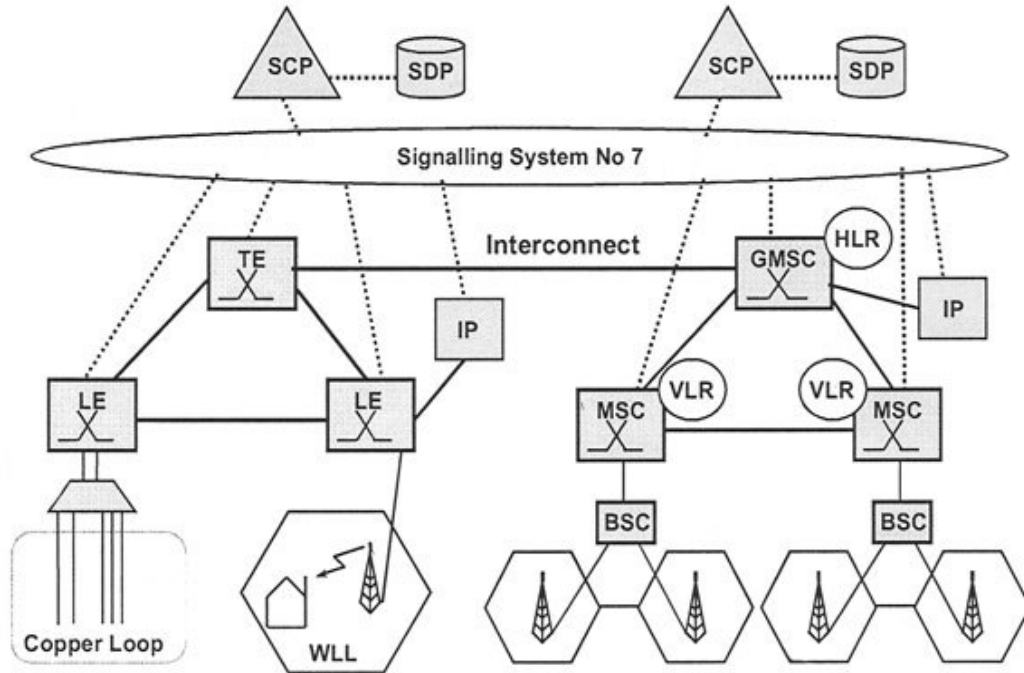 SCP
SDP
SCP
SDP
Signalling System No 7
TE
Interconnect
GMSC
HLR
IP
IP
LE
LE
MSC
VLR
VLR
MSC
BSC
BSC
Copper Loop
WLL